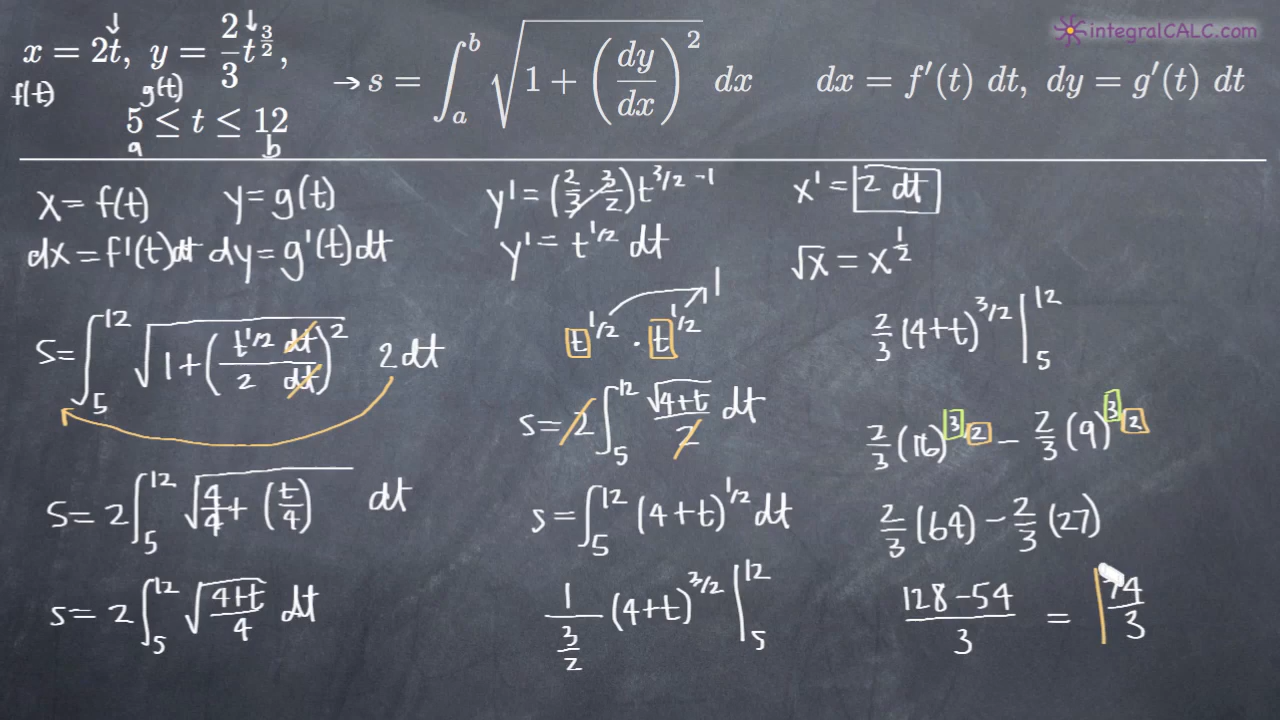 integralCALC.com
x = 2t, y = 2/3 t^{3/2},
f(t) g(t)
5 ≤ t ≤ 12
a b
→ s = ∫_a^b √(1 + (dy/dx)^2) dx
dx = f′(t) dt, dy = g′(t) dt
x = f(t) y = g(t)
dx = f'(t)dt dy = g'(t)dt
s = ∫_5^12 √(1 + (t^{1/2} dt / 2 dt)^2) 2dt
s = 2 ∫_5^12 √(4/4 + (t/4)) dt
s = 2 ∫_5^12 √((4+t)/4) dt
y' = (2/3 · 3/2) t^{3/2 - 1}
y' = t^{1/2} dt
t^{1/2} · t^{1/2} 1
s = 2 ∫_5^12 √(4+t)/2 dt
s = ∫_5^12 (4+t)^{1/2} dt
1/(3/2) (4+t)^{3/2} |_5^12
x' = 2 dt
√x = x^{1/2}
2/3 (4+t)^{3/2} |_5^12
2/3 (16)^{3/2} − 2/3 (9)^{3/2}
2/3 (64) − 2/3 (27)
(128 − 54)/3 = 74/3